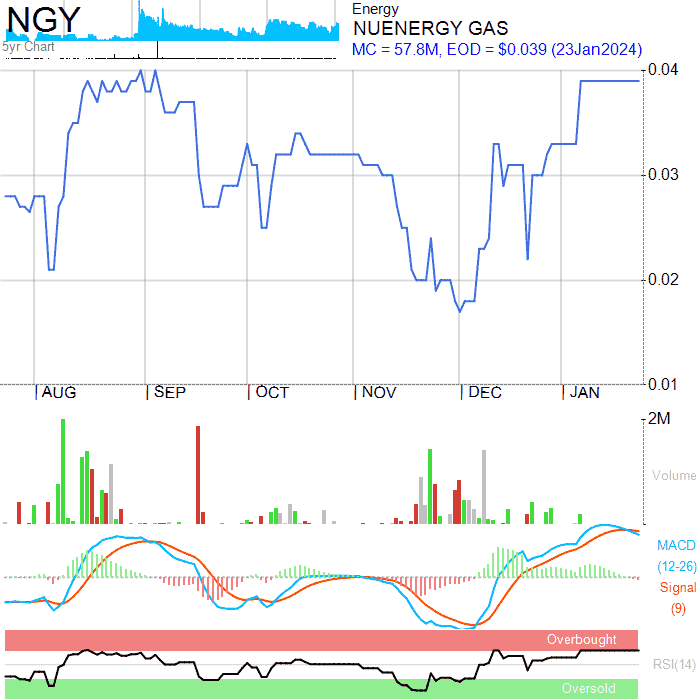 NGY
5yr Chart
Energy
NUENERGY GAS
MC = 57.8M, EOD = $0.039 (23Jan2024)
0.04
0.03
0.02
0.01
AUG SEP OCT NOV DEC JAN
2M
Volume
MACD
(12-26)
Signal
(9)
Overbought
RSI(14)
Oversold